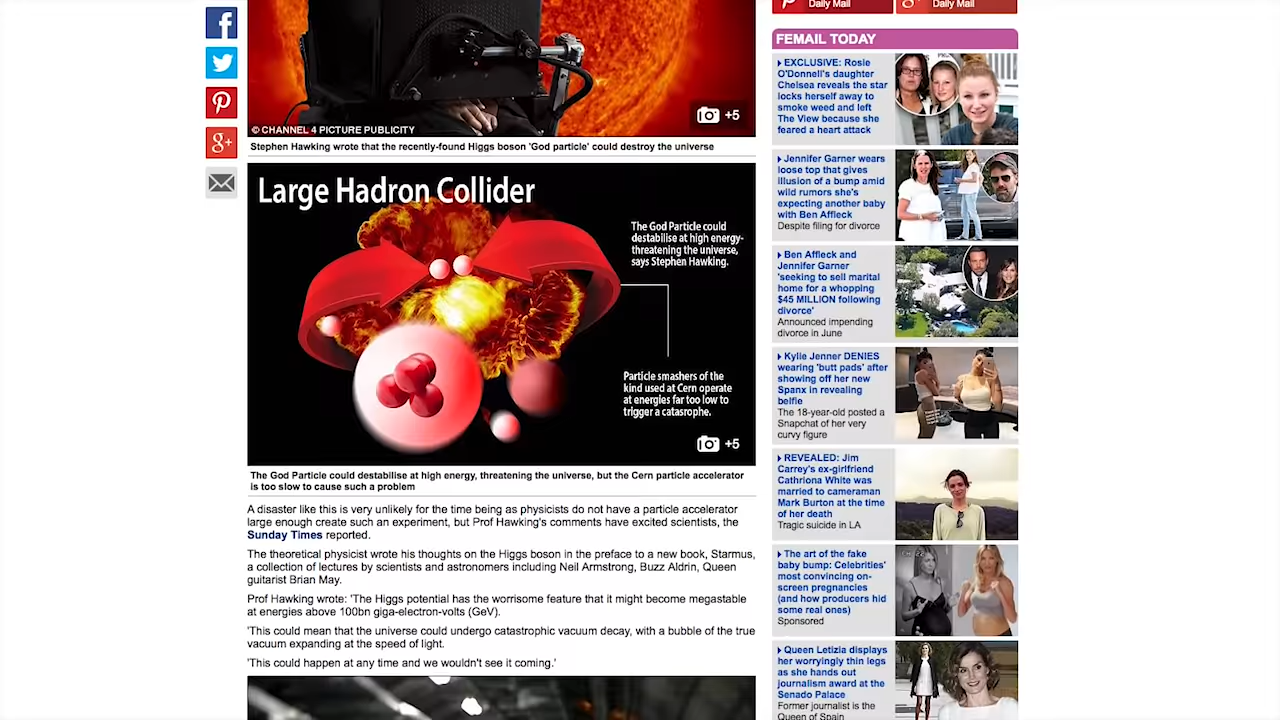 © CHANNEL 4 PICTURE PUBLICITY
+5
Stephen Hawking wrote that the recently-found Higgs boson 'God particle' could destroy the universe
Large Hadron Collider
The God Particle could
destabilise at high energy-
threatening the universe,
says Stephen Hawking.
Particle smashers of the
kind used at Cern operate
at energies far too low to
trigger a catasrophe.
+5
The God Particle could destabilise at high energy, threatening the universe, but the Cern particle accelerator
is too slow to cause such a problem
A disaster like this is very unlikely for the time being as physicists do not have a particle accelerator
large enough create such an experiment, but Prof Hawking's comments have excited scientists, the
Sunday Times reported.
The theoretical physicist wrote his thoughts on the Higgs boson in the preface to a new book, Starmus,
a collection of lectures by scientists and astronomers including Neil Armstrong, Buzz Aldrin, Queen
guitarist Brian May.
Prof Hawking wrote: 'The Higgs potential has the worrisome feature that it might become megastable
at energies above 100bn giga-electron-volts (GeV).
'This could mean that the universe could undergo catastrophic vacuum decay, with a bubble of the true
vacuum expanding at the speed of light.
'This could happen at any time and we wouldn't see it coming.'
Daily Mail
Daily Mail
FEMAIL TODAY
EXCLUSIVE: Rosie
O'Donnell's daughter
Chelsea reveals the star
locks herself away to
smoke weed and left
The View because she
feared a heart attack
Jennifer Garner wears
loose top that gives
illusion of a bump amid
wild rumors she's
expecting another baby
with Ben Affleck
Despite filing for divorce
Ben Affleck and
Jennifer Garner
'seeking to sell marital
home for a whopping
$45 MILLION following
divorce'
Announced impending
divorce in June
Kylie Jenner DENIES
wearing 'butt pads' after
showing off her new
Spanx in revealing
belfie
The 18-year-old posted a
Snapchat of her very
curvy figure
REVEALED: Jim
Carrey's ex-girlfriend
Cathriona White was
married to cameraman
Mark Burton at the time
of her death
Tragic suicide in LA
The art of the fake
baby bump: Celebrities'
most convincing on-
screen pregnancies
(and how producers hid
some real ones)
Sponsored
Queen Letizia displays
her worryingly thin legs
as she hands out
journalism award at the
Senado Palace
Former journalist is the
Queen of Spain